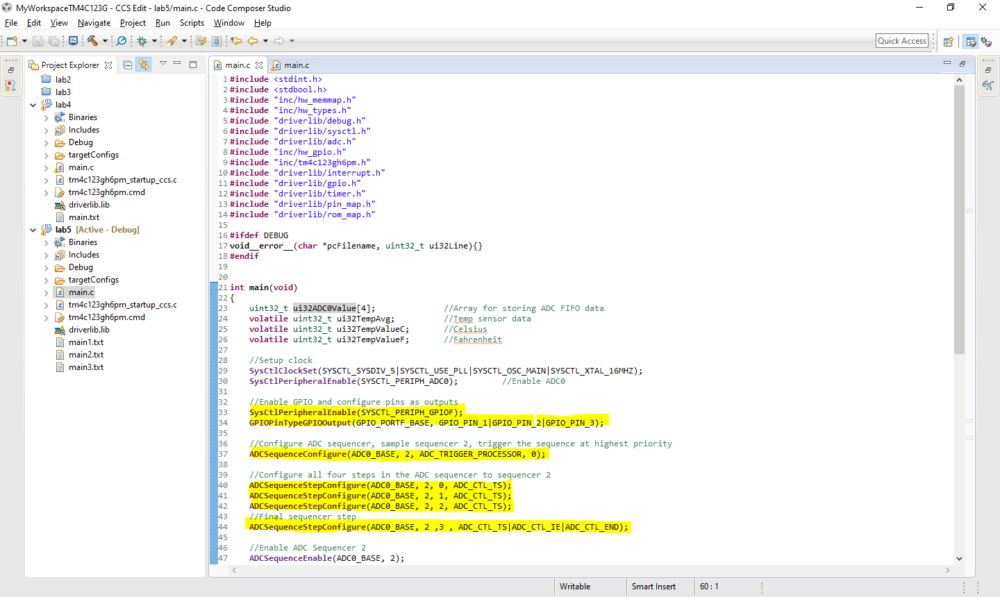 MyWorkspaceTM4C123G - CCS Edit - lab5/main.c - Code Composer Studio
File Edit View Navigate Project Run Scripts Window Help
Quick Access
Project Explorer
lab2
lab3
lab4
Binaries
Includes
Debug
targetConfigs
main.c
tm4c123gh6pm_startup_ccs.c
tm4c123gh6pm.cmd
driverlib.lib
main.txt
lab5 [Active - Debug]
Binaries
Includes
Debug
targetConfigs
main.c
tm4c123gh6pm_startup_ccs.c
tm4c123gh6pm.cmd
driverlib.lib
main1.txt
main2.txt
main3.txt
main.c main.c
1 #include <stdint.h>
2 #include <stdbool.h>
3 #include "inc/hw_memmap.h"
4 #include "inc/hw_types.h"
5 #include "driverlib/debug.h"
6 #include "driverlib/sysctl.h"
7 #include "driverlib/adc.h"
8 #include "inc/hw_gpio.h"
9 #include "inc/tm4c123gh6pm.h"
10 #include "driverlib/interrupt.h"
11 #include "driverlib/gpio.h"
12 #include "driverlib/timer.h"
13 #include "driverlib/pin_map.h"
14 #include "driverlib/rom_map.h"
15
16 #ifdef DEBUG
17 void__error__(char *pcFilename, uint32_t ui32Line){}
18 #endif
19
20
21 int main(void)
22 {
23 uint32_t ui32ADC0Value[4]; //Array for storing ADC FIFO data
24 volatile uint32_t ui32TempAvg; //Temp sensor data
25 volatile uint32_t ui32TempValueC; //Celsius
26 volatile uint32_t ui32TempValueF; //Fahrenheit
27
28 //Setup clock
29 SysCtlClockSet(SYSCTL_SYSDIV_5|SYSCTL_USE_PLL|SYSCTL_OSC_MAIN|SYSCTL_XTAL_16MHZ);
30 SysCtlPeripheralEnable(SYSCTL_PERIPH_ADC0); //Enable ADC0
31
32 //Enable GPIO and configure pins as outputs
33 SysCtlPeripheralEnable(SYSCTL_PERIPH_GPIOF);
34 GPIOPinTypeGPIOOutput(GPIO_PORTF_BASE, GPIO_PIN_1|GPIO_PIN_2|GPIO_PIN_3);
35
36 //Configure ADC sequencer, sample sequencer 2, trigger the sequence at highest priority
37 ADCSequenceConfigure(ADC0_BASE, 2, ADC_TRIGGER_PROCESSOR, 0);
38
39 //Configure all four steps in the ADC sequencer to sequencer 2
40 ADCSequenceStepConfigure(ADC0_BASE, 2, 0, ADC_CTL_TS);
41 ADCSequenceStepConfigure(ADC0_BASE, 2, 1, ADC_CTL_TS);
42 ADCSequenceStepConfigure(ADC0_BASE, 2, 2, ADC_CTL_TS);
43 //Final sequencer step
44 ADCSequenceStepConfigure(ADC0_BASE, 2 ,3 , ADC_CTL_TS|ADC_CTL_IE|ADC_CTL_END);
45
46 //Enable ADC Sequencer 2
47 ADCSequenceEnable(ADC0_BASE, 2);
Writable Smart Insert 60 : 1